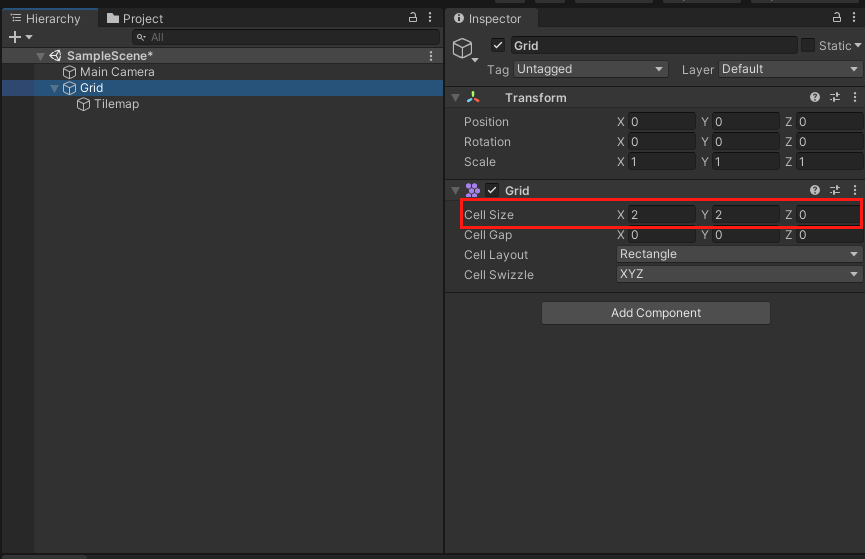 Hierarchy
Project
All
SampleScene*
Main Camera
Grid
Tilemap
Inspector
Grid
Static
Tag Untagged Layer Default
Transform
Position X 0 Y 0 Z 0
Rotation X 0 Y 0 Z 0
Scale X 1 Y 1 Z 1
Grid
Cell Size X 2 Y 2 Z 0
Cell Gap X 0 Y 0 Z 0
Cell Layout Rectangle
Cell Swizzle XYZ
Add Component